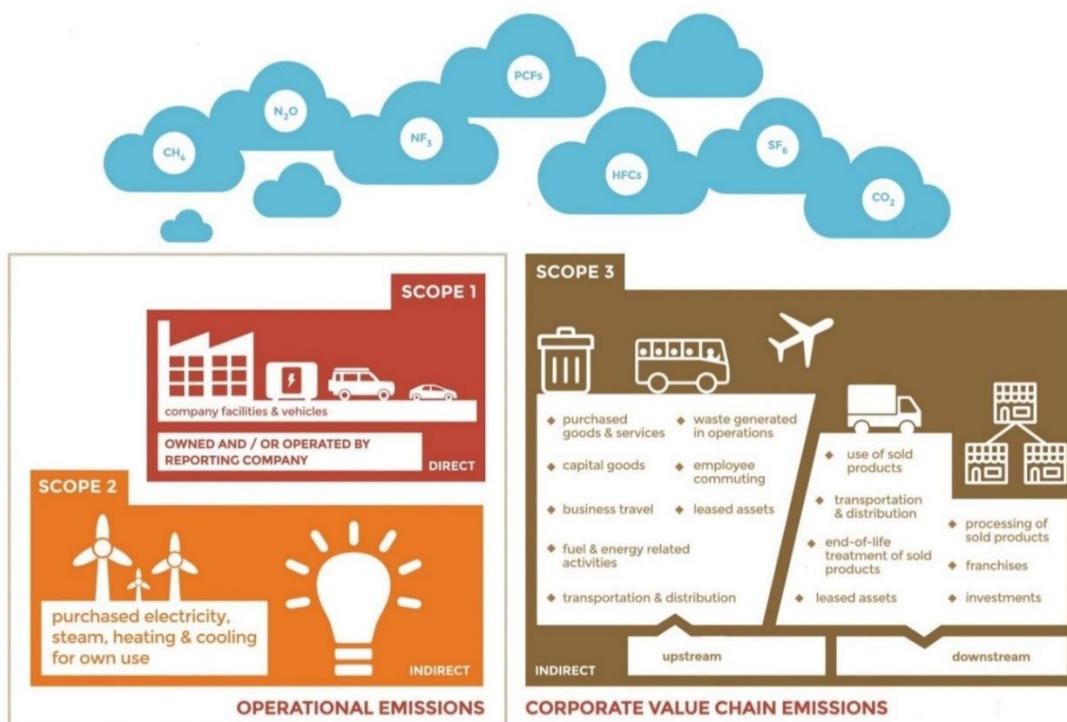 CH₄
N₂O
NF₃
PCFs
HFCs
SF₆
CO₂
SCOPE 1
company facilities & vehicles
OWNED AND / OR OPERATED BY
REPORTING COMPANY
DIRECT
SCOPE 2
purchased electricity,
steam, heating & cooling
for own use
INDIRECT
OPERATIONAL EMISSIONS
SCOPE 3
purchased
goods & services
capital goods
business travel
fuel & energy related
activities
transportation & distribution
waste generated
in operations
employee
commuting
leased assets
use of sold
products
transportation
& distribution
end-of-life
treatment of sold
products
leased assets
processing of
sold products
franchises
investments
INDIRECT
upstream
downstream
CORPORATE VALUE CHAIN EMISSIONS